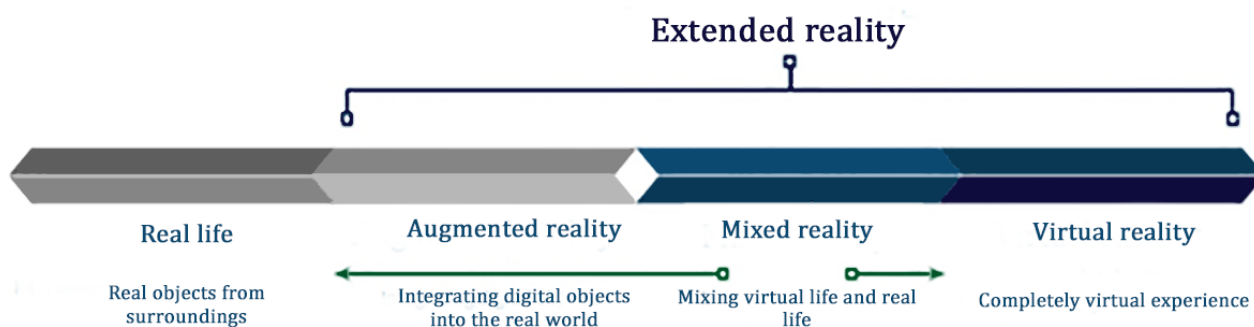 Extended reality
Real life
Augmented reality
Mixed reality
Virtual reality
Real objects from
surroundings
Integrating digital objects
into the real world
Mixing virtual life and real
life
Completely virtual experience